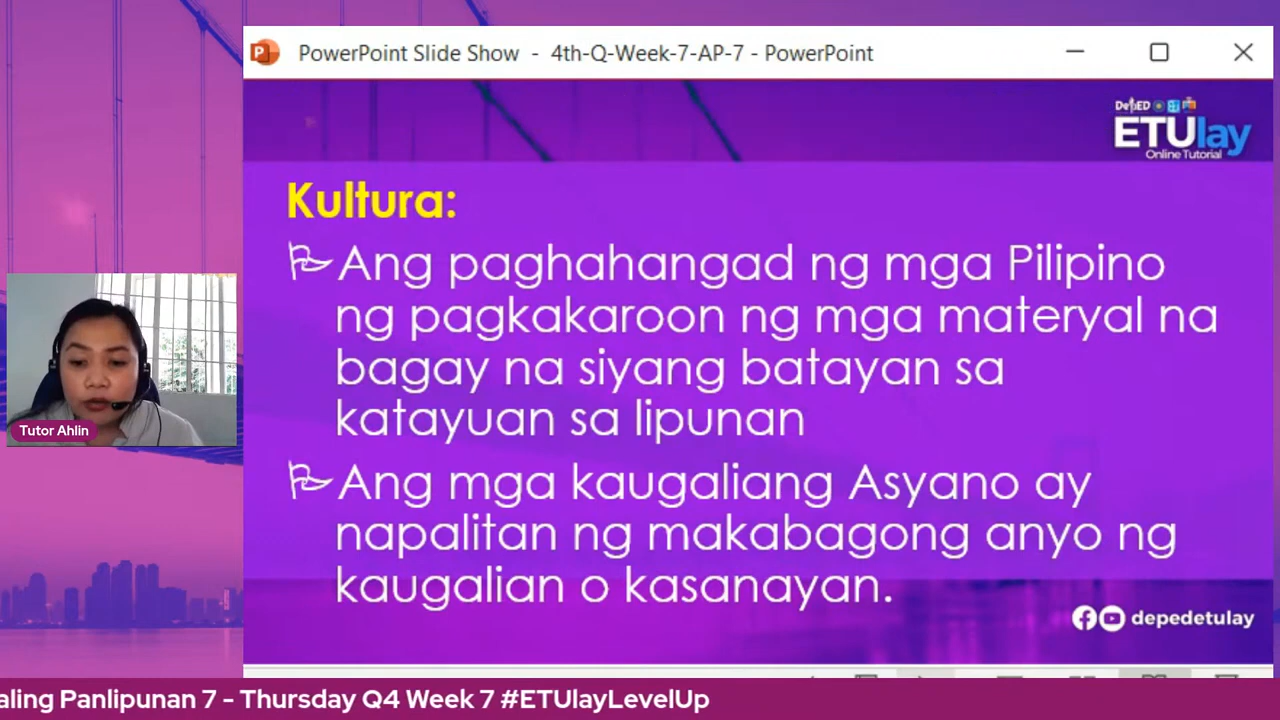 PowerPoint Slide Show - 4th-Q-Week-7-AP-7 - PowerPoint
DepED
ETUlay
Online Tutorial
Kultura:
Ang paghahangad ng mga Pilipino
ng pagkakaroon ng mga materyal na
bagay na siyang batayan sa
katayuan sa lipunan
Ang mga kaugaliang Asyano ay
napalitan ng makabagong anyo ng
kaugalian o kasanayan.
Tutor Ahlin
depedetulay
aling Panlipunan 7 - Thursday Q4 Week 7 #ETUlayLevelUp